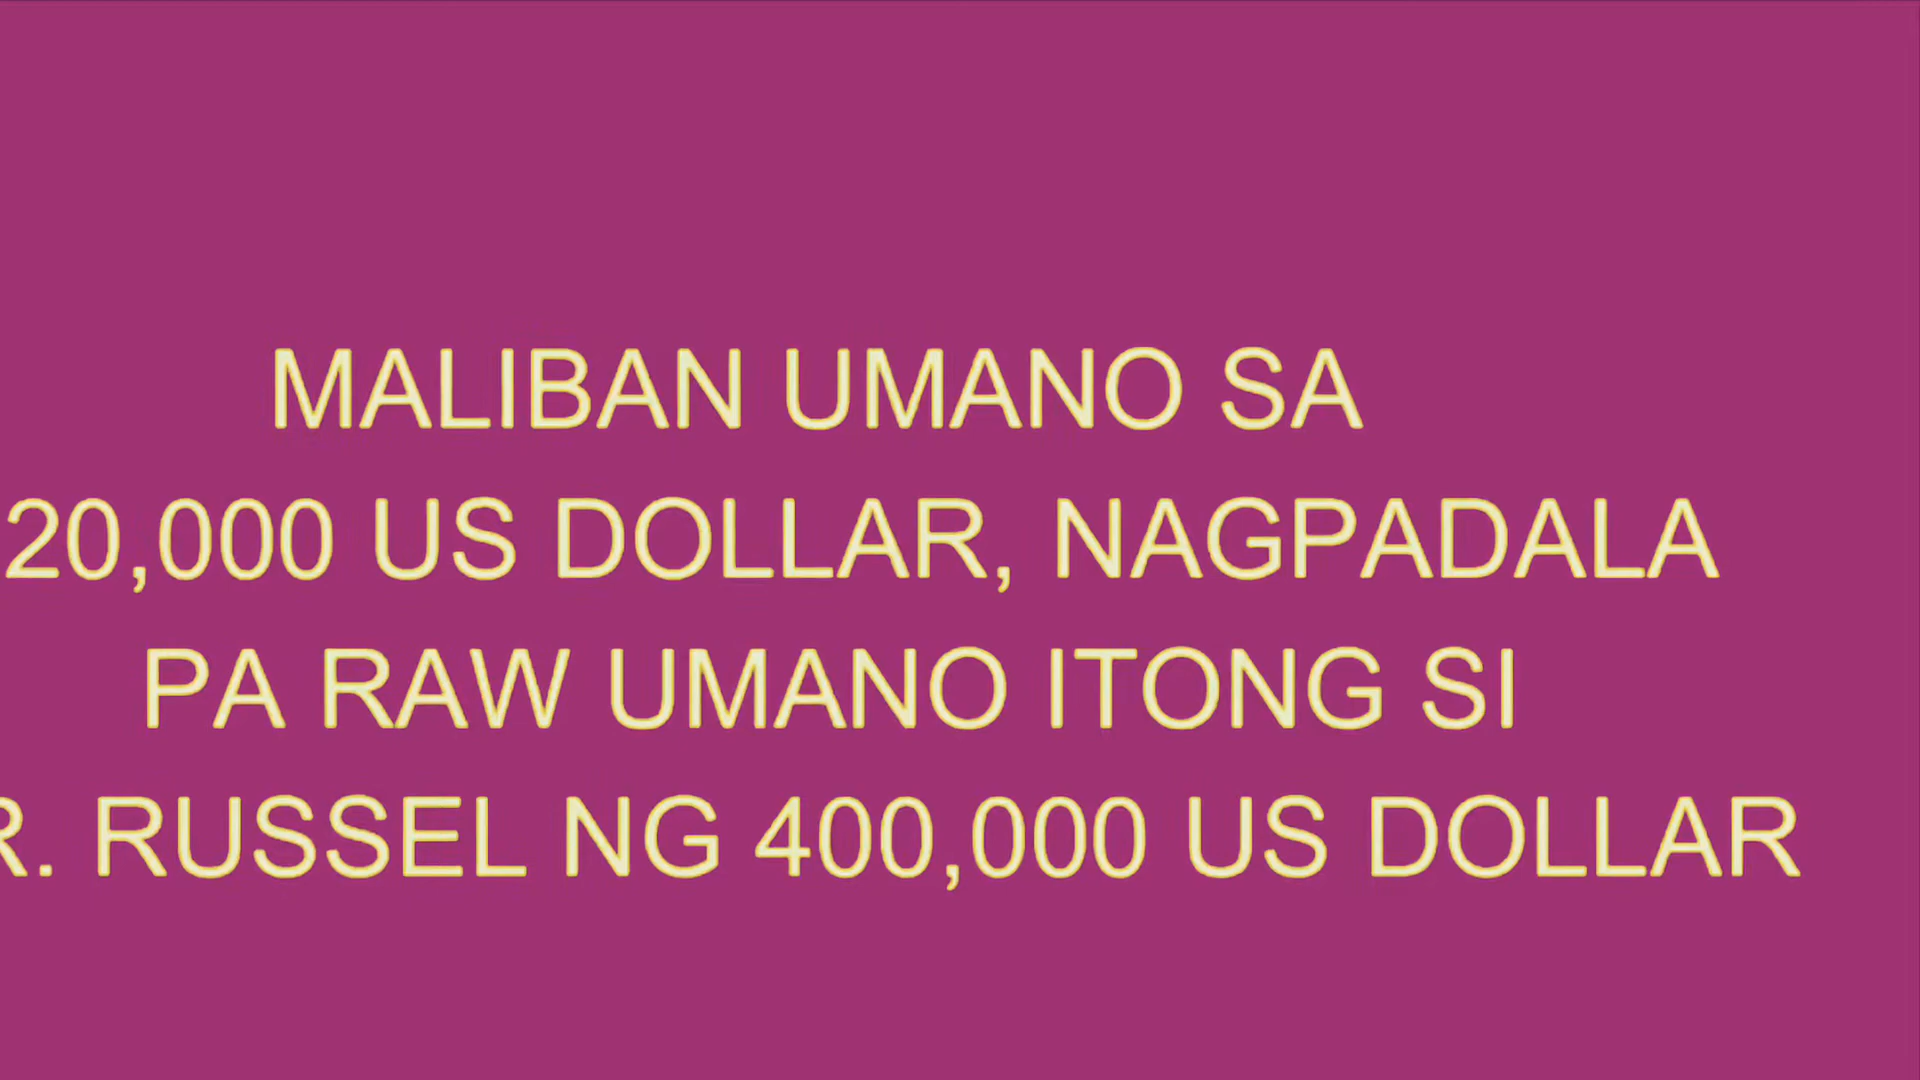 MALIBAN UMANO SA
20,000 US DOLLAR, NAGPADALA
PA RAW UMANO ITONG SI
R. RUSSEL NG 400,000 US DOLLAR